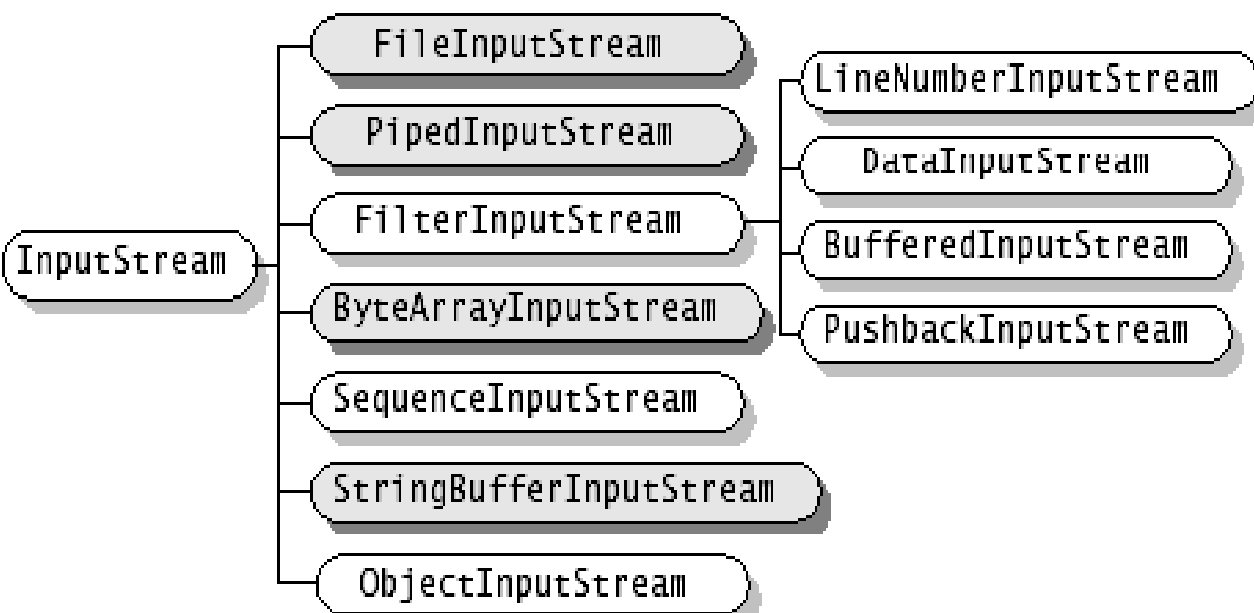 FileInputStream
LineNumberInputStream
PipedInputStream
DataInputStream
FilterInputStream
BufferedInputStream
InputStream
ByteArrayInputStream
PushbackInputStream
SequenceInputStream
StringBufferInputStream
ObjectInputStream